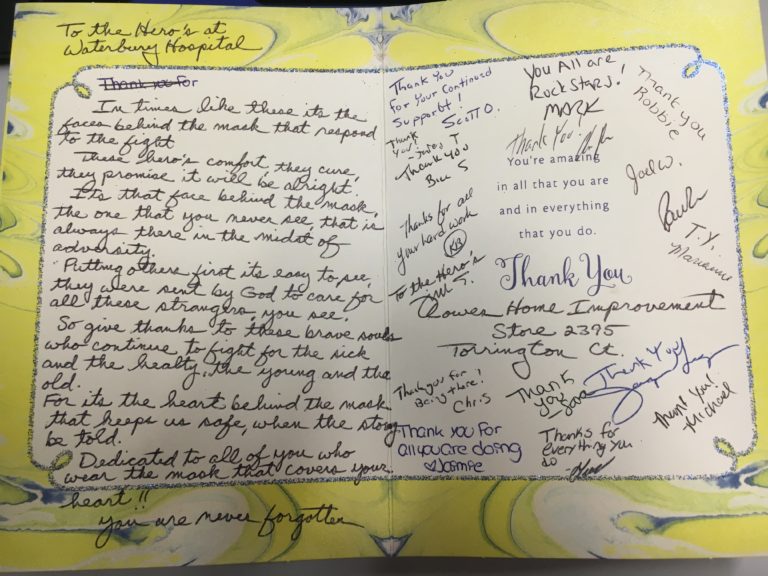 To the Hero's at
Waterbury Hospital
Thank you for
In times like these its the
faces behind the mask that respond
to the fight
These hero's comfort, they cure,
they promise it will be alright.
Its that face behind the mask,
the one that you never see, that is
always there in the midst of
adversity.
Putting others first its easy to see,
they were sent by God to care for
all these strangers, you see.
So give thanks to these brave souls
who continue to fight for the sick
and the healty, the young and the
old.
For its the heart behind the mask
that keeps us safe, when the story
be told.
Dedicated to all of you who
wear the mask that covers your
heart!!
you are never forgotten
Thank You
For Your Continued
Support!
Scott O.
Thank
You!
Thank You
Bill S
Thanks for all
your hard work
KB
To the Hero's
You All are
Rock Stars!
MARK
Thank You!
Thank You
Robbie
Joel W.
T.Y.
Marianne
You're amazing
in all that you are
and in everything
that you do.
Thank You
Lowes Home Improvement
Store 2395
Torrington Ct.
Thank you for
Being there!
Chris
Thank
you
Thank You!
Thank You!
Michael
Thank you For
all you are doing
Thanks for
everything you
do